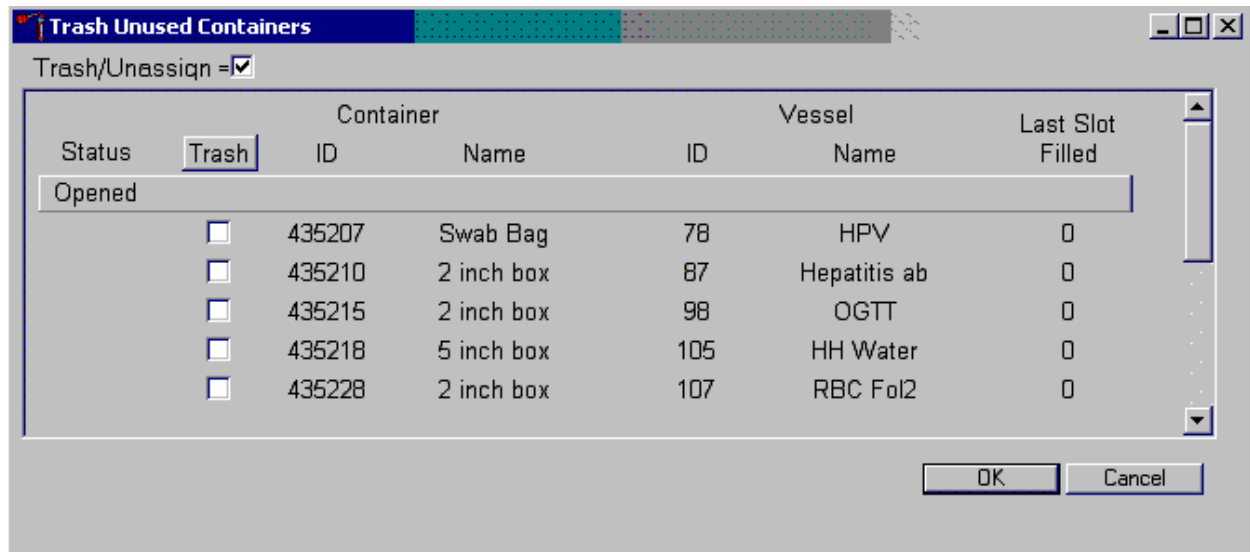 Trash Unused Containers
Trash/Unassign =
Container Vessel
Last Slot
Status Trash ID Name ID Name Filled
Opened
435207 Swab Bag 78 HPV 0
435210 2 inch box 87 Hepatitis ab 0
435215 2 inch box 98 OGTT 0
435218 5 inch box 105 HH Water 0
435228 2 inch box 107 RBC Fol2 0
OK Cancel